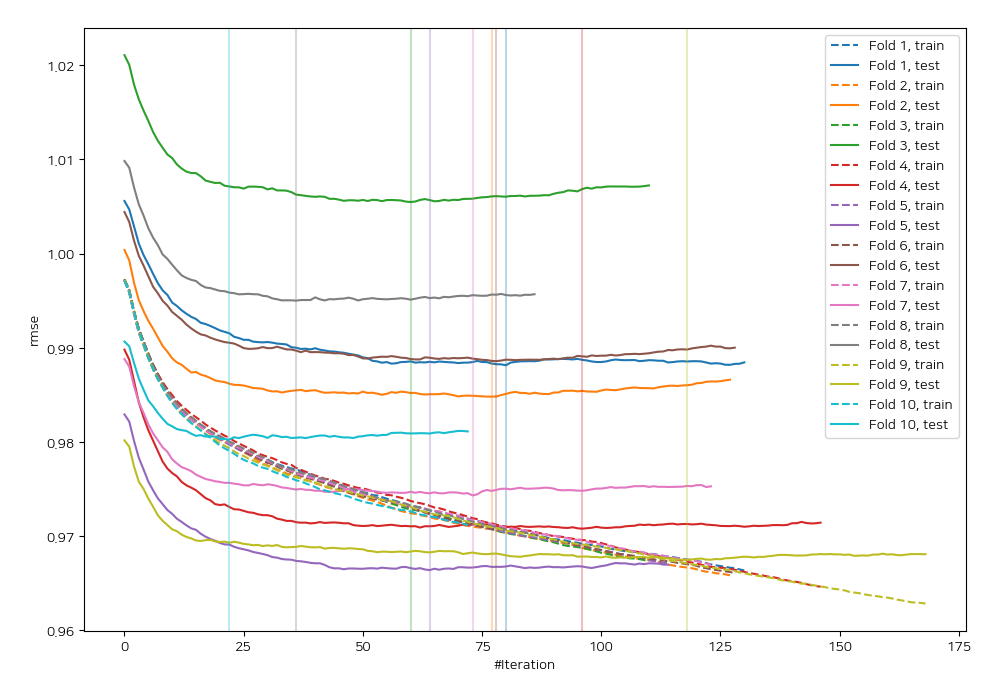 1,02
1,01
1,00
0,99
0,98
0,97
0,96
rmse
0
25
50
75
100
125
150
175
#Iteration
Fold 1, train
Fold 1, test
Fold 2, train
Fold 2, test
Fold 3, train
Fold 3, test
Fold 4, train
Fold 4, test
Fold 5, train
Fold 5, test
Fold 6, train
Fold 6, test
Fold 7, train
Fold 7, test
Fold 8, train
Fold 8, test
Fold 9, train
Fold 9, test
Fold 10, train
Fold 10, test